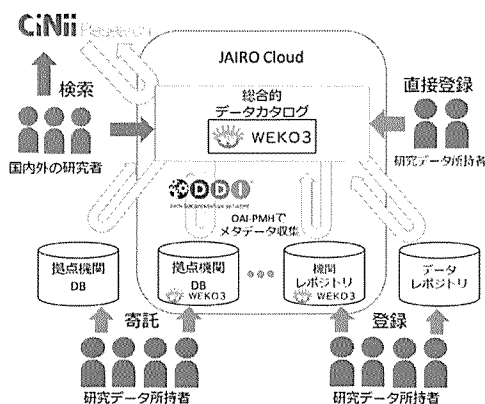 CiNii Research
JAIRO Cloud
検索
国内外の研究者
総合的
データカタログ
WEKO3
直接登録
研究データ所持者
DDI
OAI-PMHで
メタデータ収集
拠点機関
DB
拠点機関
DB
WEKO3
機関
レポジトリ
WEKO3
データ
レポジトリ
寄託
登録
研究データ所持者
研究データ所持者